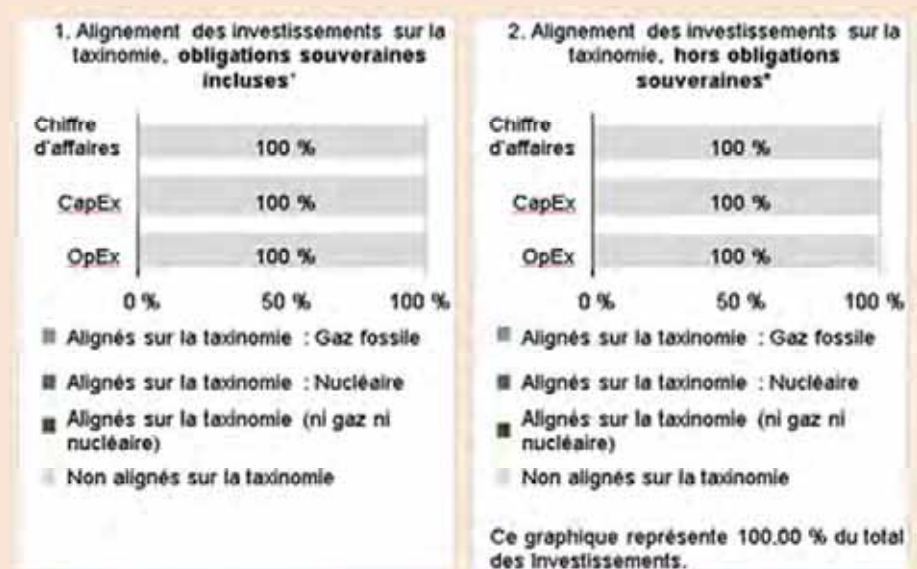 1. Alignement des investissements sur la
taxinomie, obligations souveraines
incluses*
Chiffre
d'affaires
100 %
CapEx
100 %
OpEx
100 %
0 % 50 % 100 %
Alignés sur la taxinomie : Gaz fossile
Alignés sur la taxinomie : Nucléaire
Alignés sur la taxinomie (ni gaz ni
nucléaire)
Non alignés sur la taxinomie
2. Alignement des investissements sur la
taxinomie, hors obligations
souveraines*
Chiffre
d'affaires
100 %
CapEx
100 %
OpEx
100 %
0 % 50 % 100 %
Alignés sur la taxinomie : Gaz fossile
Alignés sur la taxinomie : Nucléaire
Alignés sur la taxinomie (ni gaz ni
nucléaire)
Non alignés sur la taxinomie
Ce graphique représente 100.00 % du total
des Investissements.